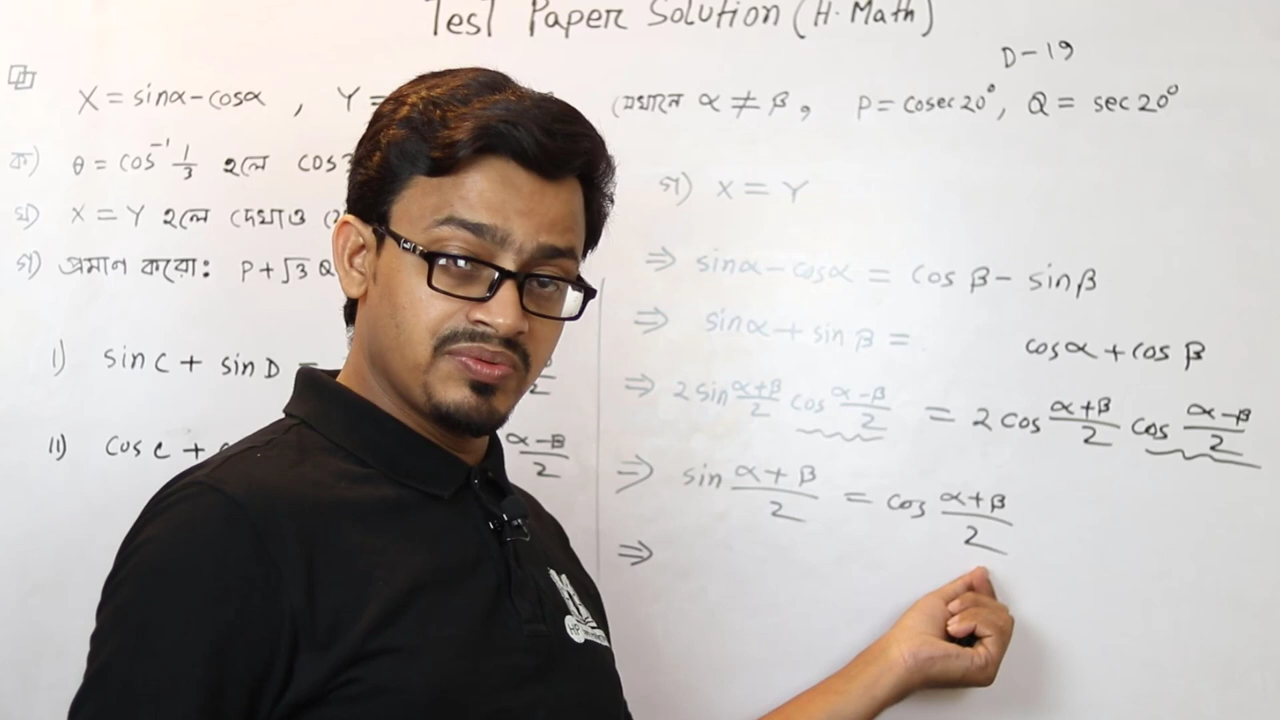 Test Paper Solution (H. Math)
D-19
X = sinα-cosα , Y = যেখানে α ≠ β, P = cosec 20°, Q = sec 20°
ক) θ = cos⁻¹ 1/3 হলে cos
খ) X = Y হলে দেখাও
গ) প্রমাণ করো: P+√3 Q
i) sin C + sin D =
ii) cos C + α-β/2
গ) X = Y
⇒ sinα-cosα = cos β - sinβ
⇒ sinα + sin β = cosα + cos β
⇒ 2 sin α+β/2 cos α-β/2 = 2 cos α+β/2 cos α-β/2
⇒ sin α+β/2 = cos α+β/2
⇒